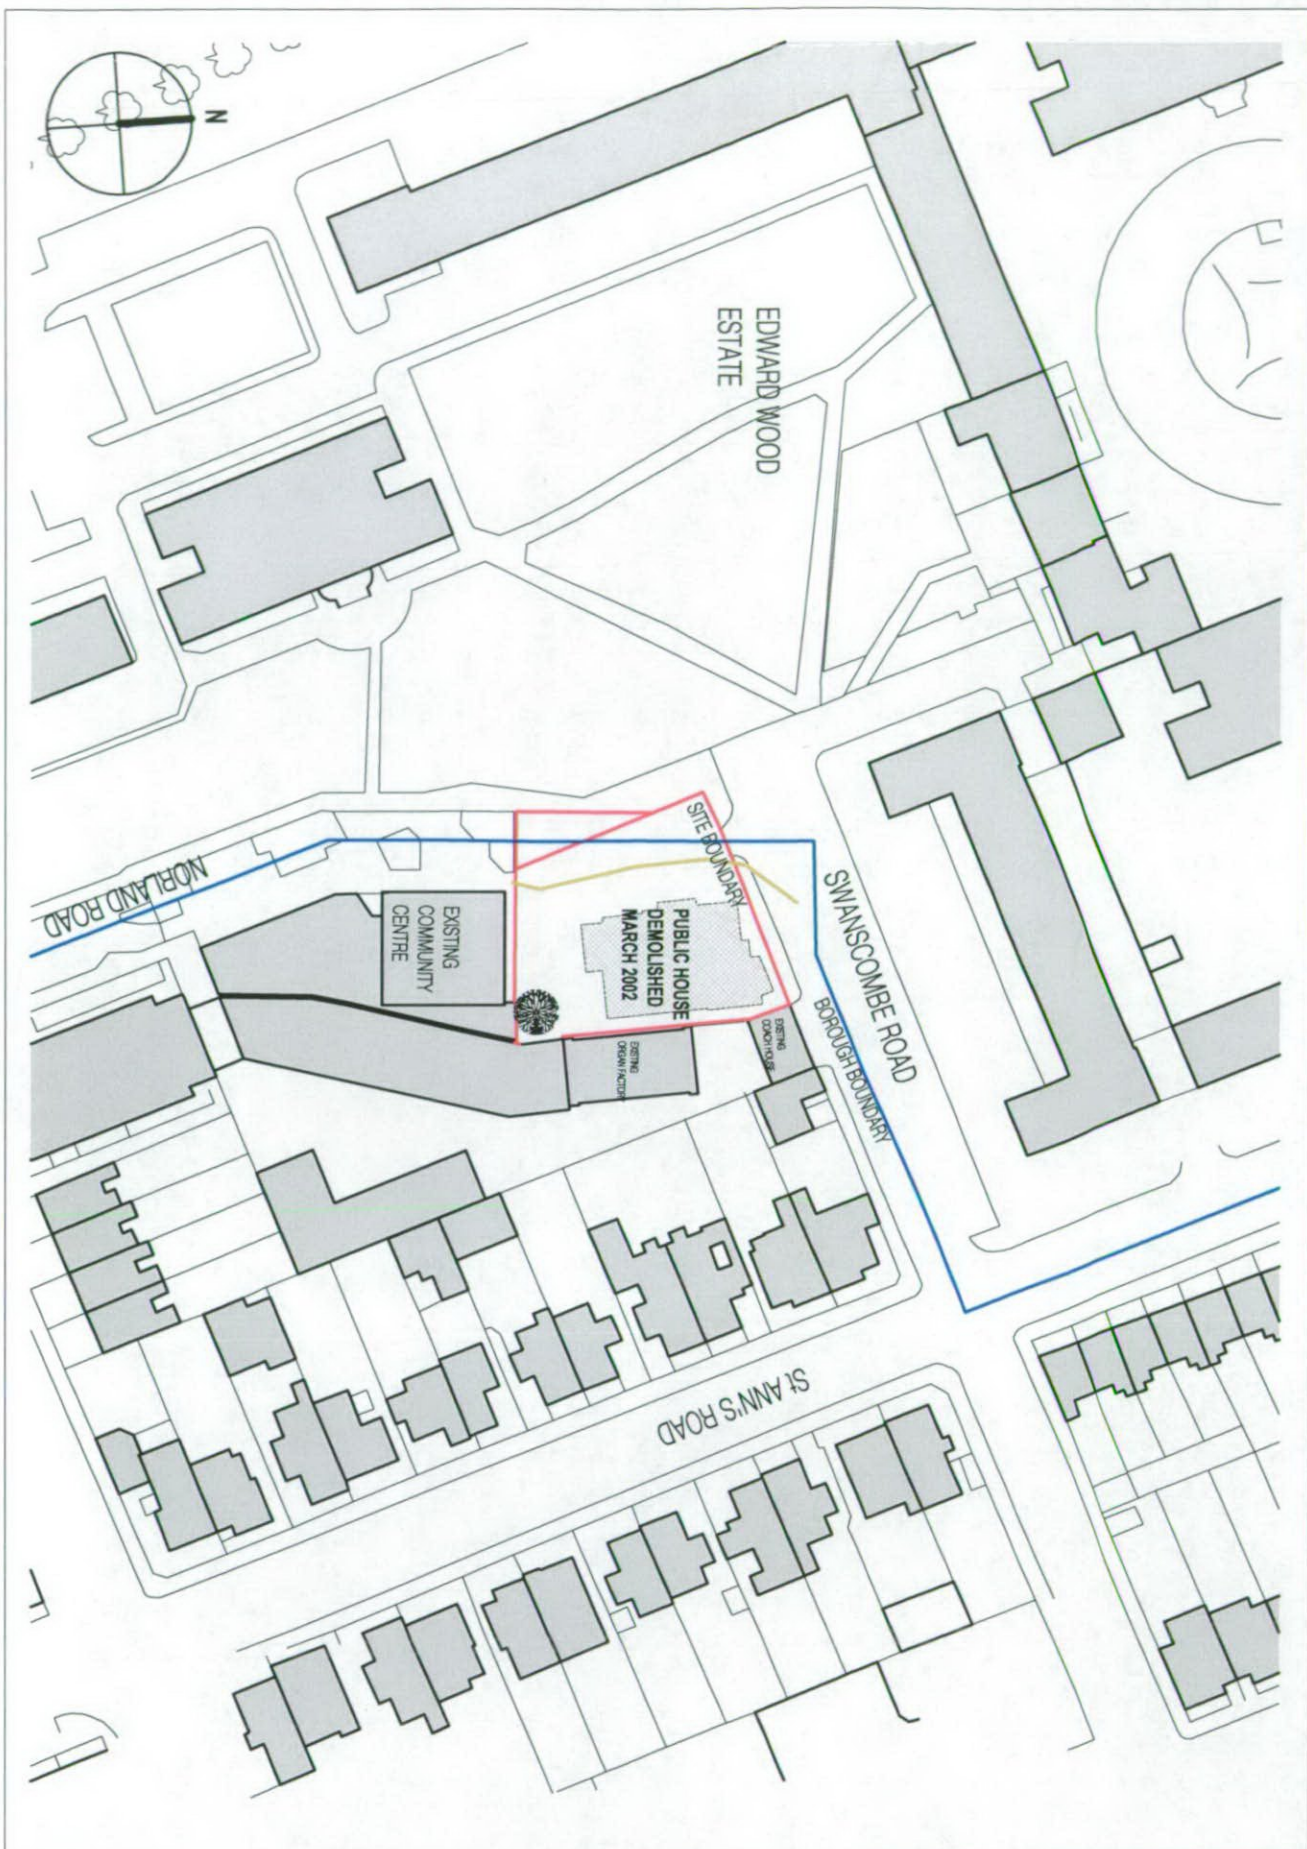 N
EDWARD WOOD
ESTATE
SITE BOUNDARY
SWANSCOMBE ROAD
BOROUGH BOUNDARY
NORLAND ROAD
EXISTING
COMMUNITY
CENTRE
PUBLIC HOUSE
DEMOLISHED
MARCH 2002
EXISTING
COACH HOUSE
EXISTING
ORGAN FACTORY
St ANN'S ROAD